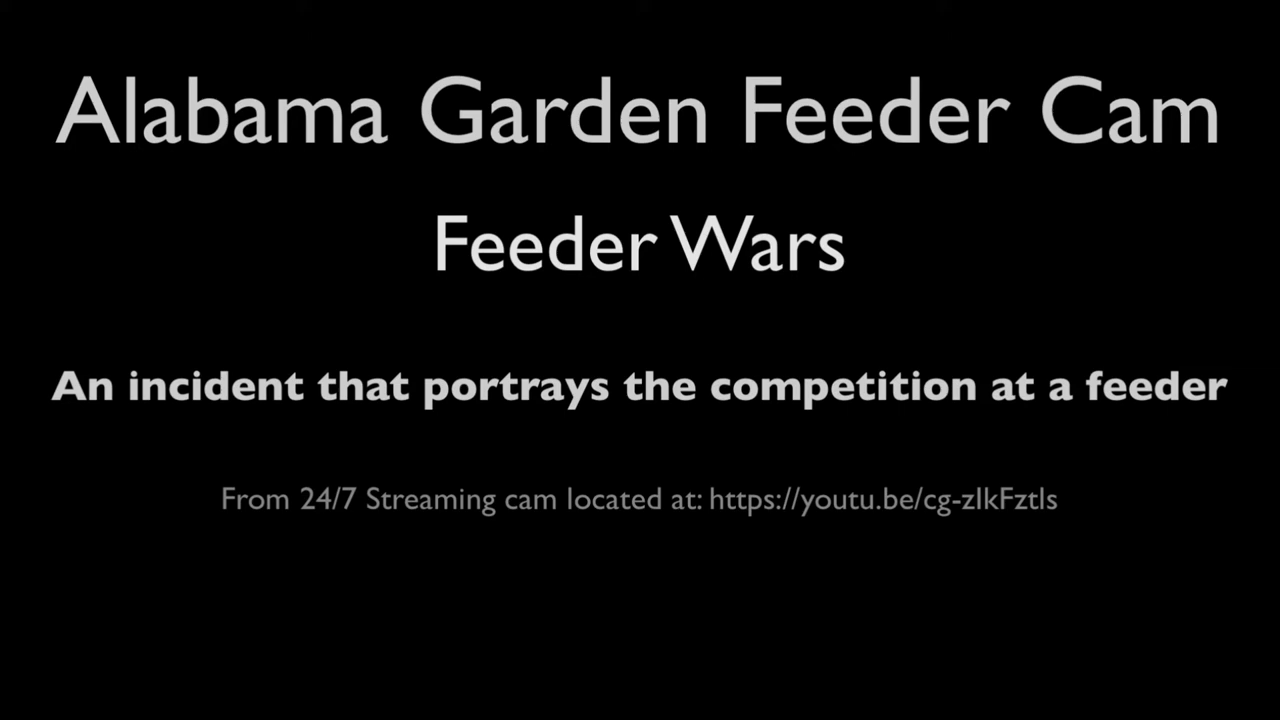 Alabama Garden Feeder Cam
Feeder Wars
An incident that portrays the competition at a feeder
From 24/7 Streaming cam located at: https://youtu.be/cg-zlkFztls